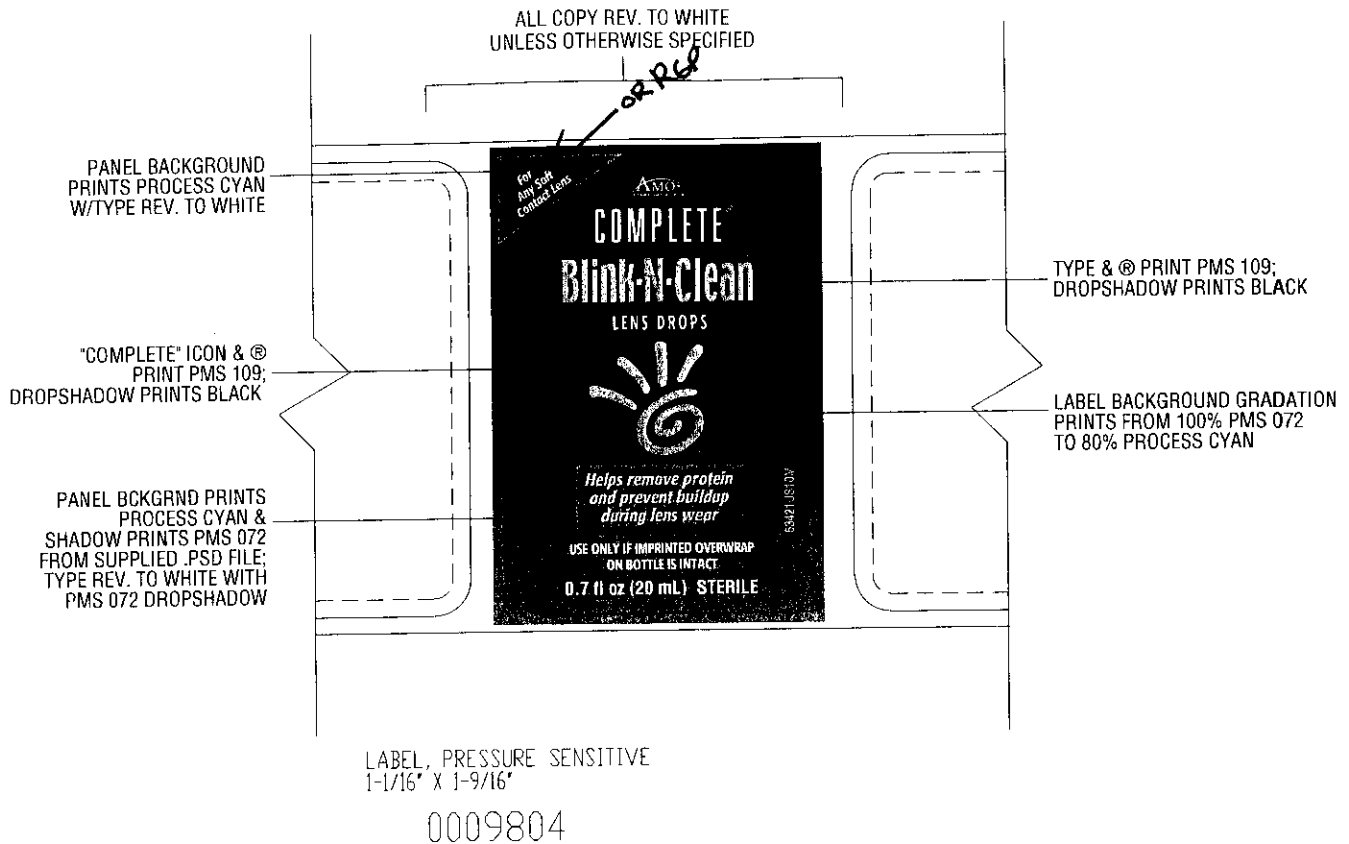 ALL COPY REV. TO WHITE
UNLESS OTHERWISE SPECIFIED
OR RGP
PANEL BACKGROUND
PRINTS PROCESS CYAN
W/TYPE REV. TO WHITE
"COMPLETE" ICON & ®
PRINT PMS 109;
DROPSHADOW PRINTS BLACK
PANEL BCKGRND PRINTS
PROCESS CYAN &
SHADOW PRINTS PMS 072
FROM SUPPLIED .PSD FILE;
TYPE REV. TO WHITE WITH
PMS 072 DROPSHADOW
For
Any Soft
Contact Lens
AMO
COMPLETE
Blink-N-Clean
LENS DROPS
Helps remove protein
and prevent buildup
during lens wear
USE ONLY IF IMPRINTED OVERWRAP
ON BOTTLE IS INTACT
0.7 fl oz (20 mL) STERILE
TYPE & ® PRINT PMS 109;
DROPSHADOW PRINTS BLACK
LABEL BACKGROUND GRADATION
PRINTS FROM 100% PMS 072
TO 80% PROCESS CYAN
LABEL, PRESSURE SENSITIVE
1-1/16" X 1-9/16"
0009804